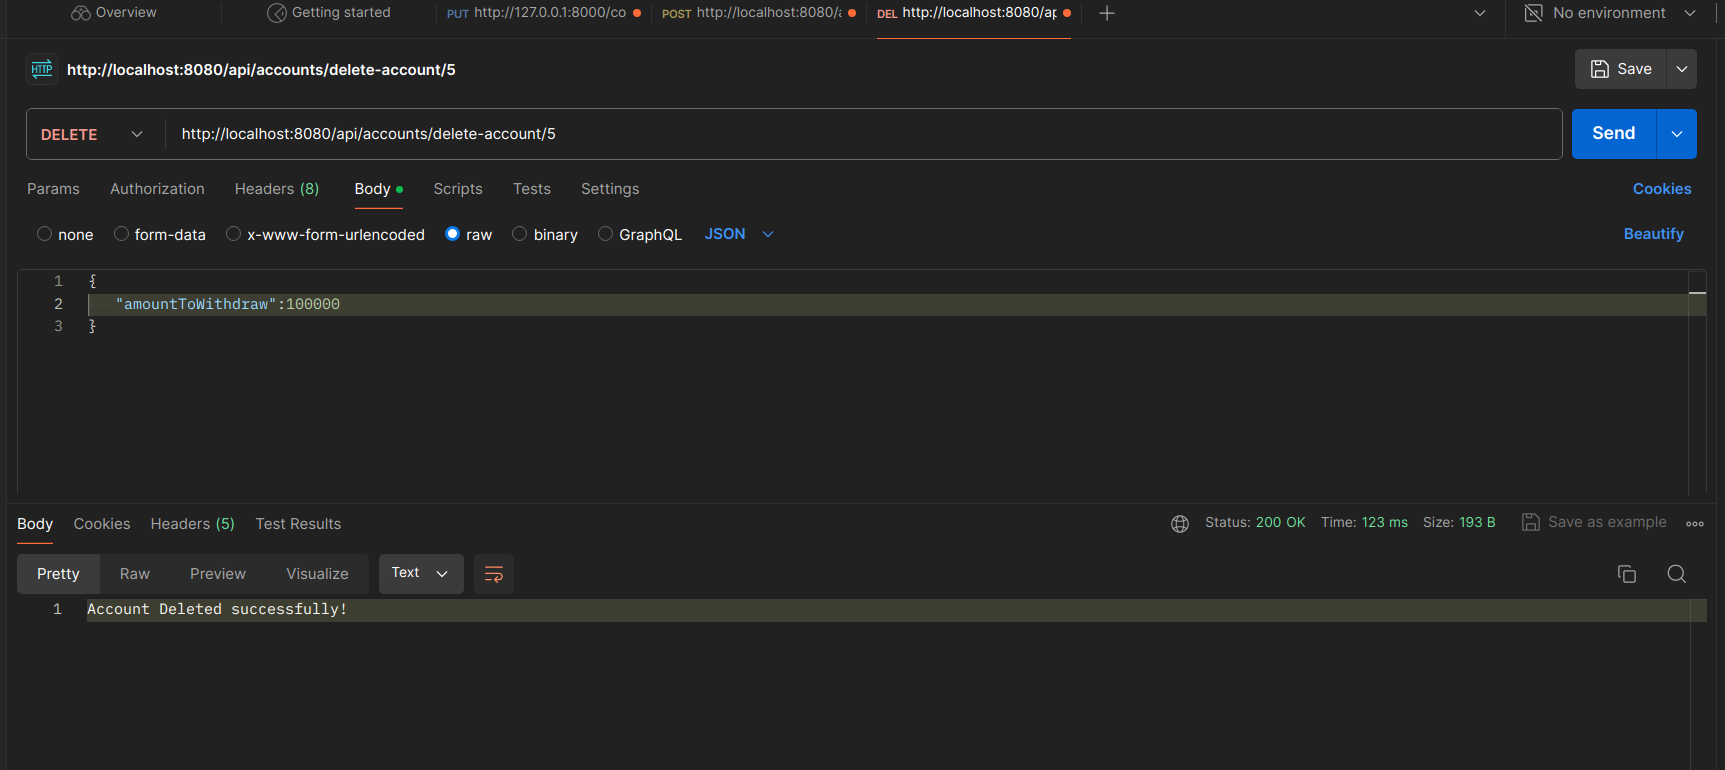 Overview Getting started PUT http://127.0.0.1:8000/co POST http://localhost:8080/a DEL http://localhost:8080/ap No environment
HTTP http://localhost:8080/api/accounts/delete-account/5 Save
DELETE http://localhost:8080/api/accounts/delete-account/5 Send
Params Authorization Headers (8) Body Scripts Tests Settings Cookies
none form-data x-www-form-urlencoded raw binary GraphQL JSON Beautify
1 {
2 "amountToWithdraw":100000
3 }
Body Cookies Headers (5) Test Results Status: 200 OK Time: 123 ms Size: 193 B Save as example
Pretty Raw Preview Visualize Text
1 Account Deleted successfully!